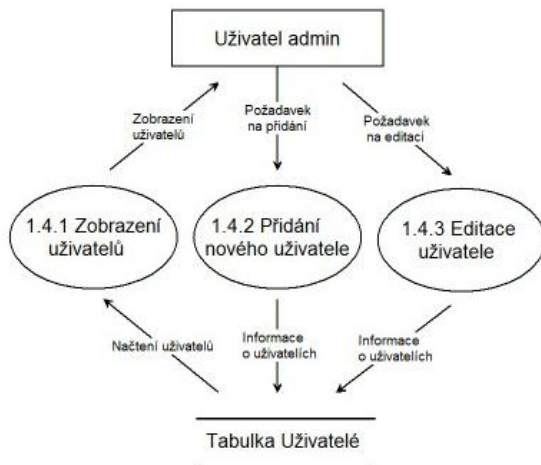 Uživatel admin
Zobrazení
uživatelů
Požadavek
na přidání
Požadavek
na editaci
1.4.1 Zobrazení
uživatelů
1.4.2 Přidání
nového uživatele
1.4.3 Editace
uživatele
Načtení uživatelů
Informace
o uživatelích
Informace
o uživatelích
Tabulka Uživatelé